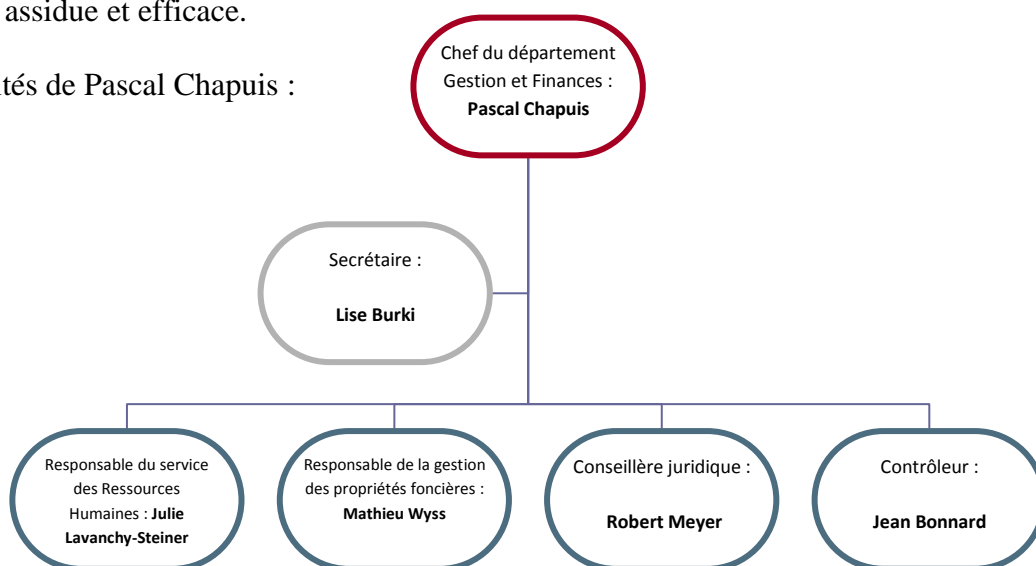 assidue et efficace.
tés de Pascal Chapuis :
Chef du département
Gestion et Finances :
Pascal Chapuis
Secrétaire :
Lise Burki
Responsable du service
des Ressources
Humaines : Julie
Lavanchy-Steiner
Responsable de la gestion
des propriétés foncières :
Mathieu Wyss
Conseillère juridique :
Robert Meyer
Contrôleur :
Jean Bonnard